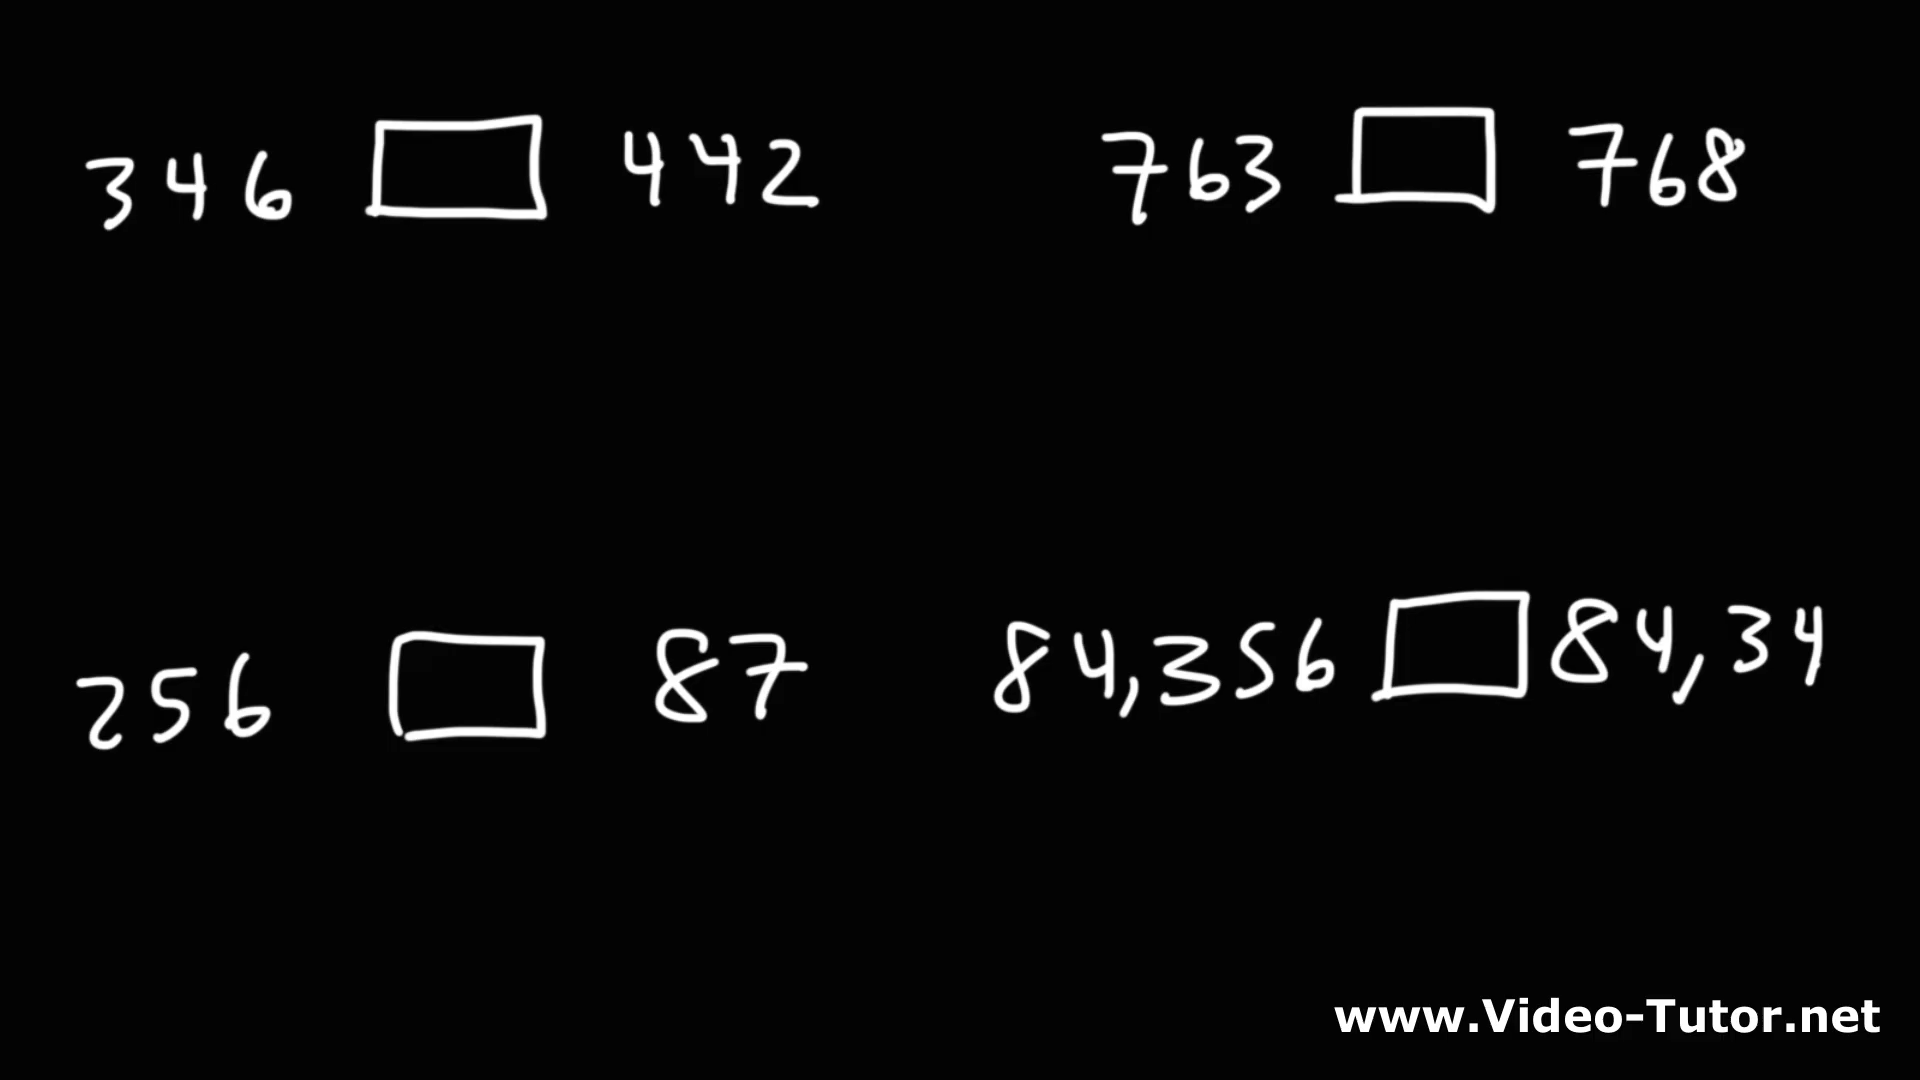 346 □ 442
763 □ 768
256 □ 87
84,356 □ 84,34
www.Video-Tutor.net